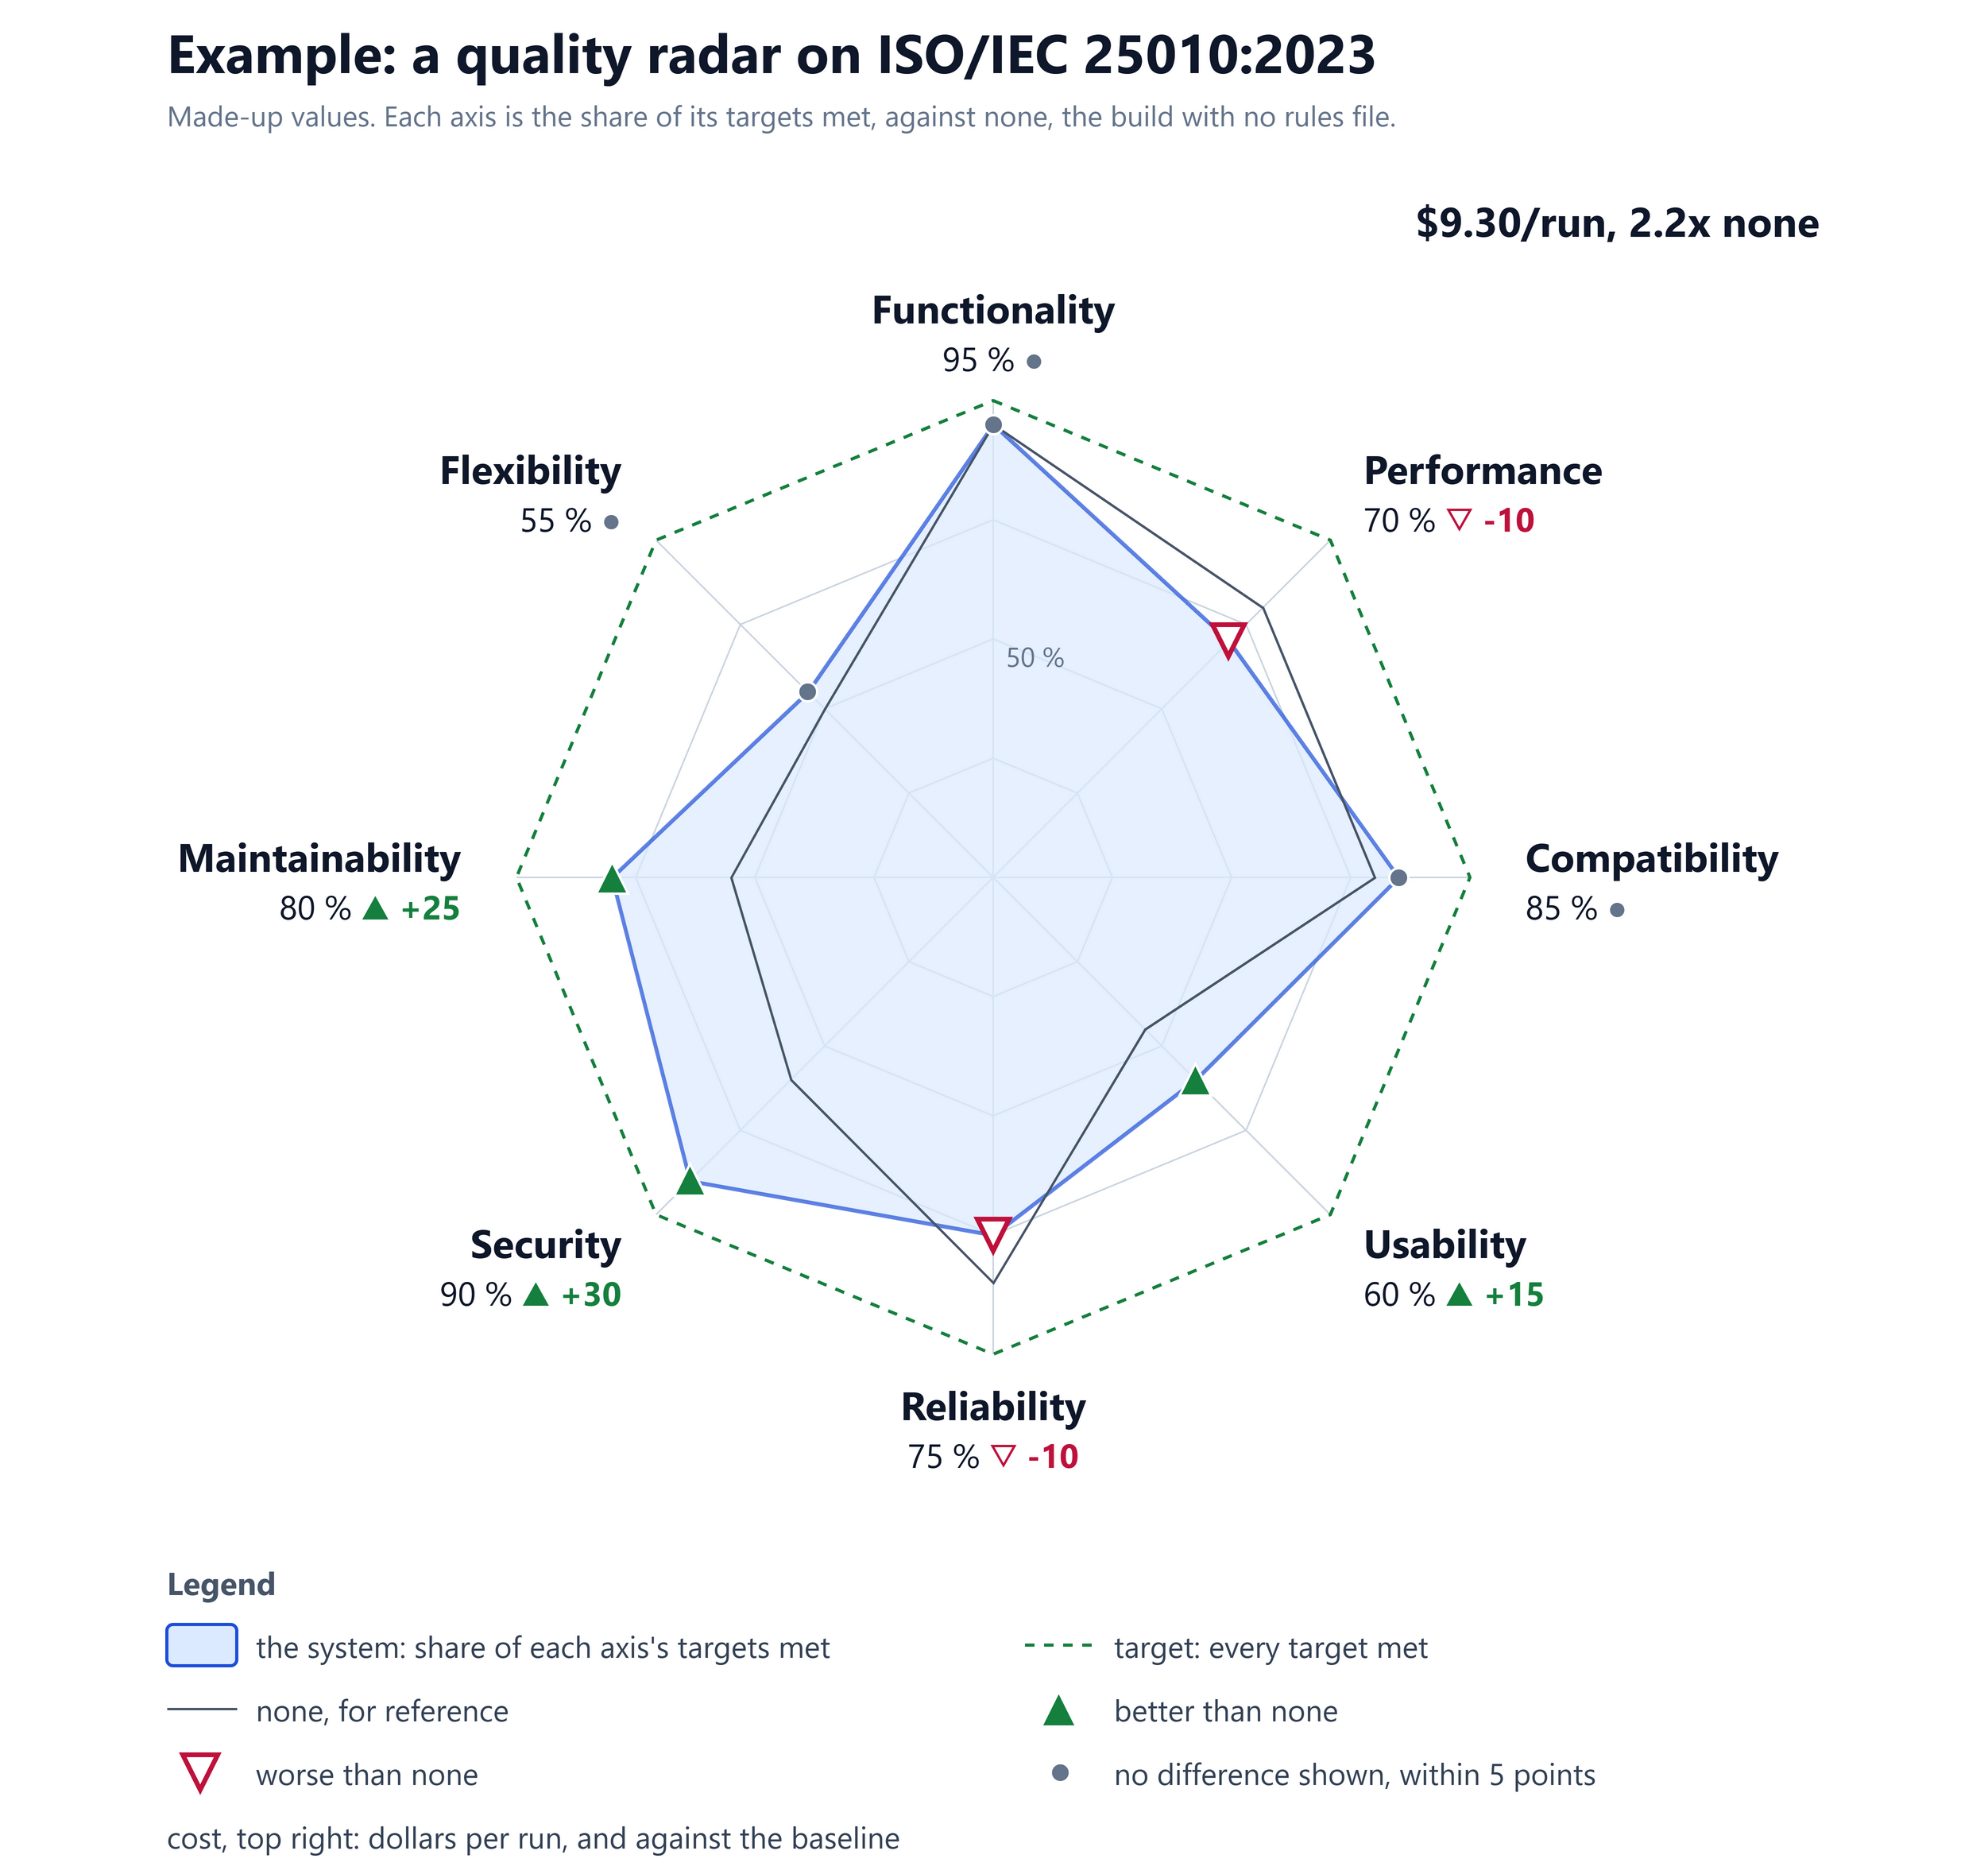 Example: a quality radar on ISO/IEC 25010:2023
Made-up values. Each axis is the share of its targets met, against none, the build with no rules file.
$9.30/run, 2.2x none
Functionality
95 %
Flexibility
55 %
Performance
70 % -10
50 %
Maintainability
80 % +25
Compatibility
85 %
Security
90 % +30
Usability
60 % +15
Reliability
75 % -10
Legend
the system: share of each axis's targets met
target: every target met
none, for reference
better than none
worse than none
no difference shown, within 5 points
cost, top right: dollars per run, and against the baseline